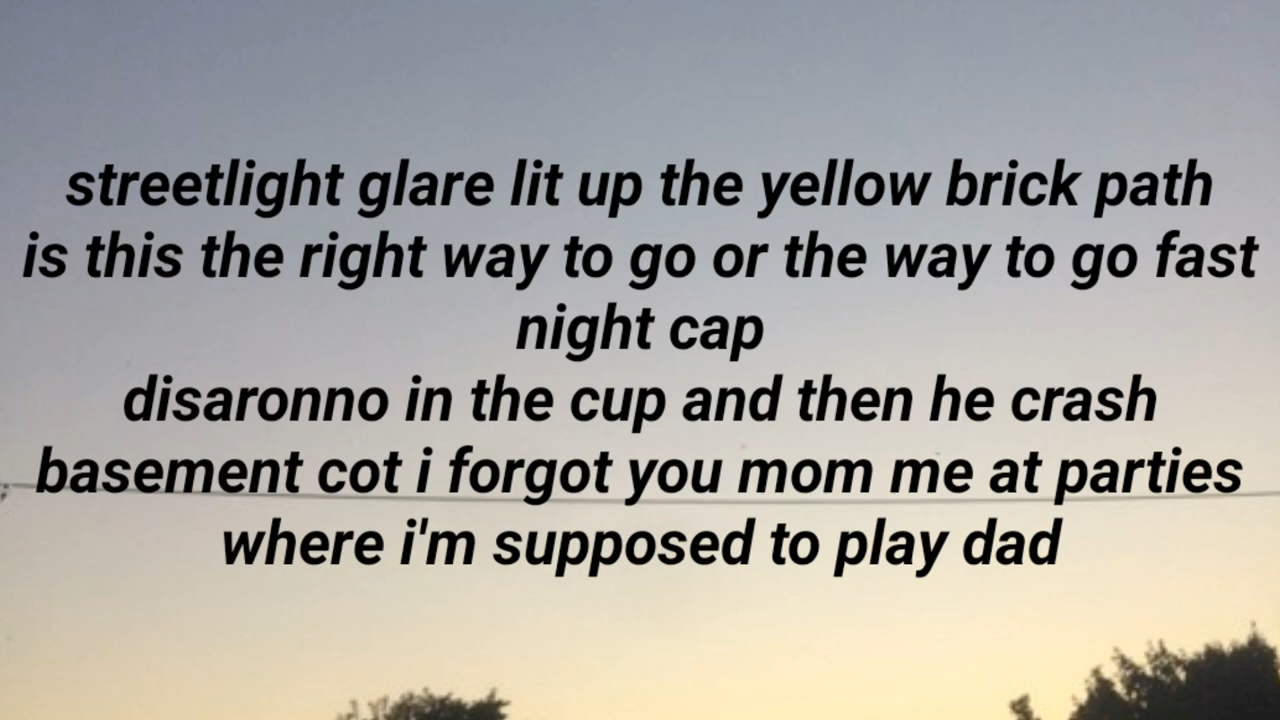 streetlight glare lit up the yellow brick path
is this the right way to go or the way to go fast
night cap
disaronno in the cup and then he crash
basement cot i forgot you mom me at parties
where i'm supposed to play dad